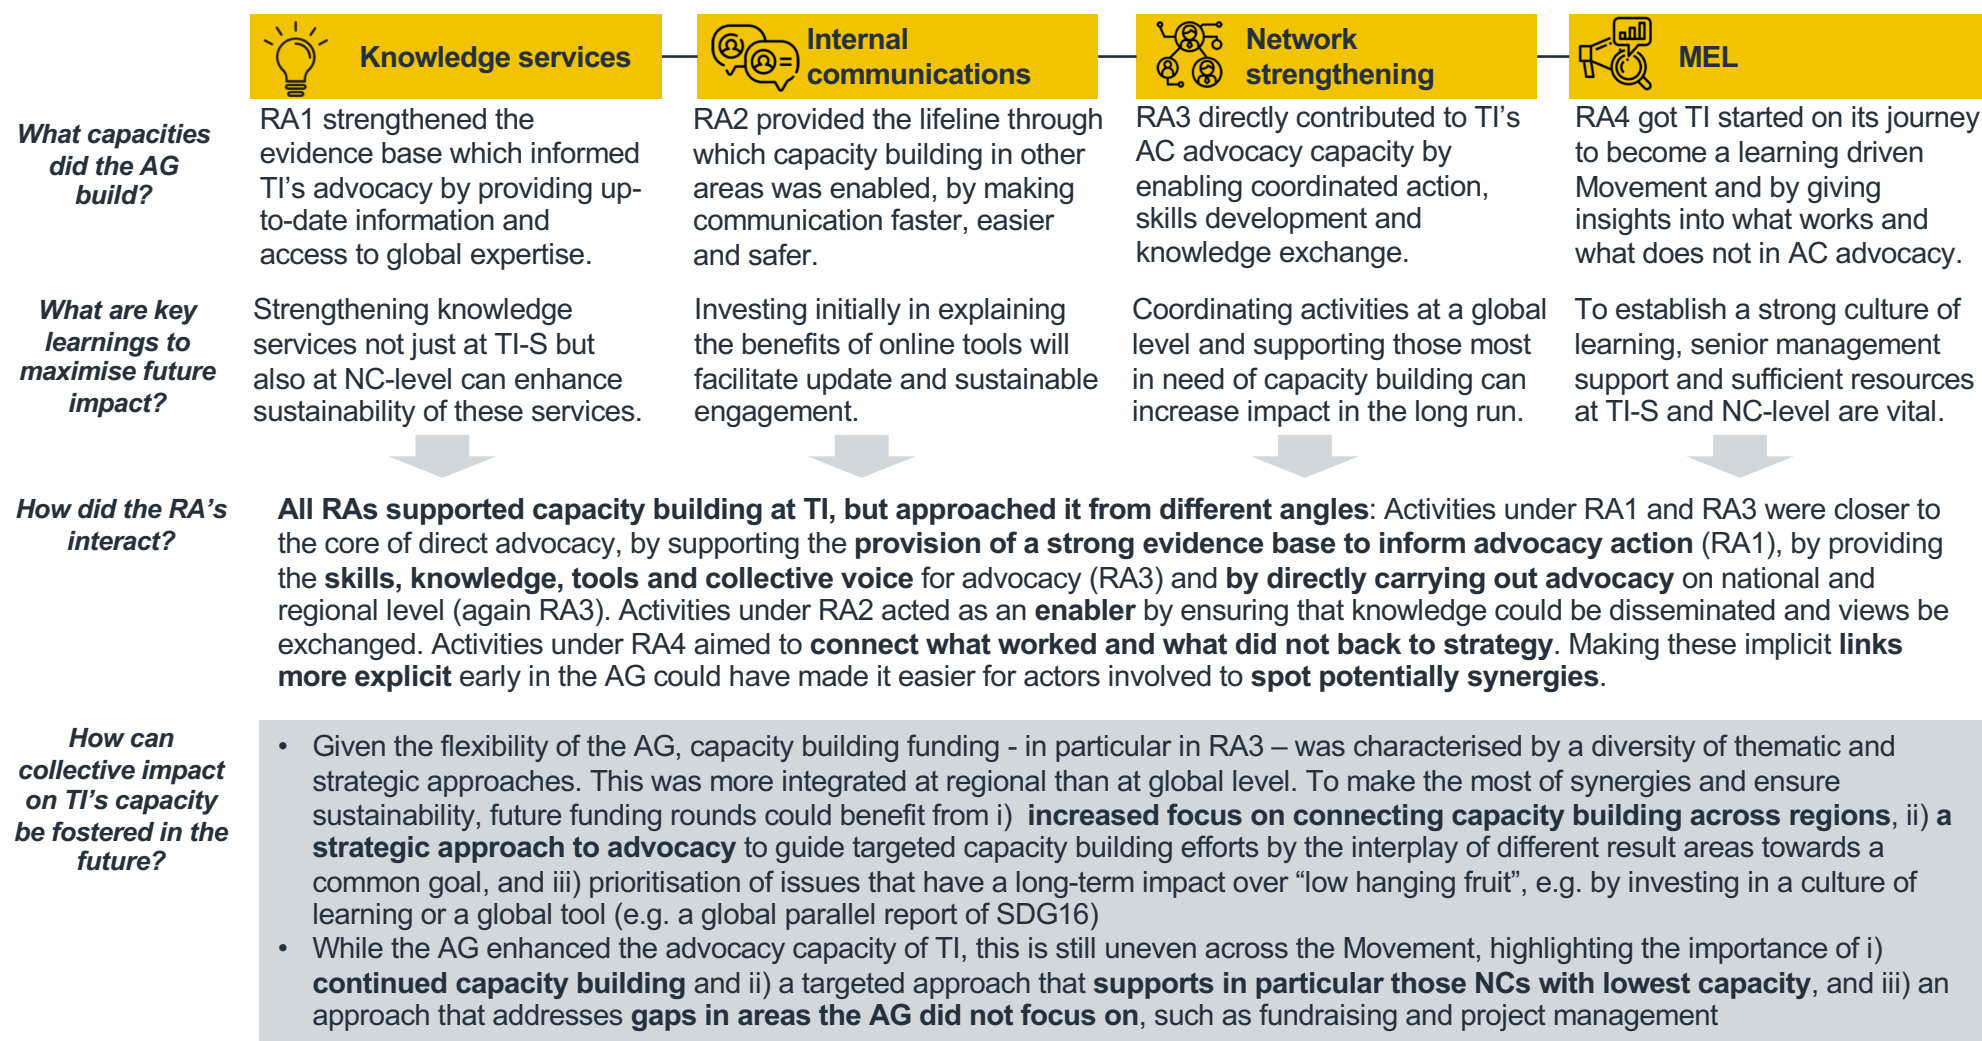 Knowledge services
Internal
communications
Network
strengthening
MEL
What capacities
did the AG
build?
RA1 strengthened the
evidence base which informed
TI’s advocacy by providing up-
to-date information and
access to global expertise.
RA2 provided the lifeline through
which capacity building in other
areas was enabled, by making
communication faster, easier
and safer.
RA3 directly contributed to TI’s
AC advocacy capacity by
enabling coordinated action,
skills development and
knowledge exchange.
RA4 got TI started on its journey
to become a learning driven
Movement and by giving
insights into what works and
what does not in AC advocacy.
What are key
learnings to
maximise future
impact?
Strengthening knowledge
services not just at TI-S but
also at NC-level can enhance
sustainability of these services.
Investing initially in explaining
the benefits of online tools will
facilitate update and sustainable
engagement.
Coordinating activities at a global
level and supporting those most
in need of capacity building can
increase impact in the long run.
To establish a strong culture of
learning, senior management
support and sufficient resources
at TI-S and NC-level are vital.
How did the RA’s
interact?
All RAs supported capacity building at TI, but approached it from different angles: Activities under RA1 and RA3 were closer to
the core of direct advocacy, by supporting the provision of a strong evidence base to inform advocacy action (RA1), by providing
the skills, knowledge, tools and collective voice for advocacy (RA3) and by directly carrying out advocacy on national and
regional level (again RA3). Activities under RA2 acted as an enabler by ensuring that knowledge could be disseminated and views be
exchanged. Activities under RA4 aimed to connect what worked and what did not back to strategy. Making these implicit links
more explicit early in the AG could have made it easier for actors involved to spot potentially synergies.
How can
collective impact
on TI’s capacity
be fostered in the
future?
• Given the flexibility of the AG, capacity building funding - in particular in RA3 – was characterised by a diversity of thematic and
strategic approaches. This was more integrated at regional than at global level. To make the most of synergies and ensure
sustainability, future funding rounds could benefit from i) increased focus on connecting capacity building across regions, ii) a
strategic approach to advocacy to guide targeted capacity building efforts by the interplay of different result areas towards a
common goal, and iii) prioritisation of issues that have a long-term impact over “low hanging fruit”, e.g. by investing in a culture of
learning or a global tool (e.g. a global parallel report of SDG16)
• While the AG enhanced the advocacy capacity of TI, this is still uneven across the Movement, highlighting the importance of i)
continued capacity building and ii) a targeted approach that supports in particular those NCs with lowest capacity, and iii) an
approach that addresses gaps in areas the AG did not focus on, such as fundraising and project management